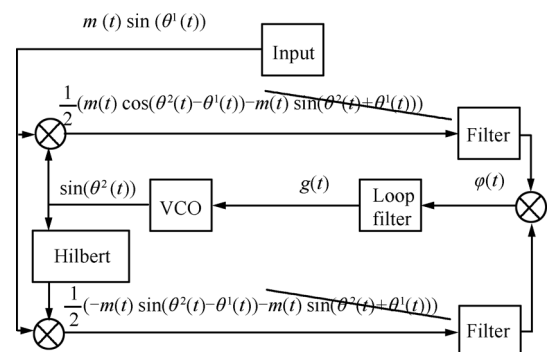 m (t) sin (θ¹(t))
Input
1/2(m(t) cos(θ²(t)−θ¹(t))−m(t) sin(θ²(t)+θ¹(t)))
Filter
sin(θ²(t))
VCO
g(t)
Loop
filter
φ(t)
Hilbert
1/2(−m(t) sin(θ²(t)−θ¹(t))−m(t) sin(θ²(t)+θ¹(t)))
Filter